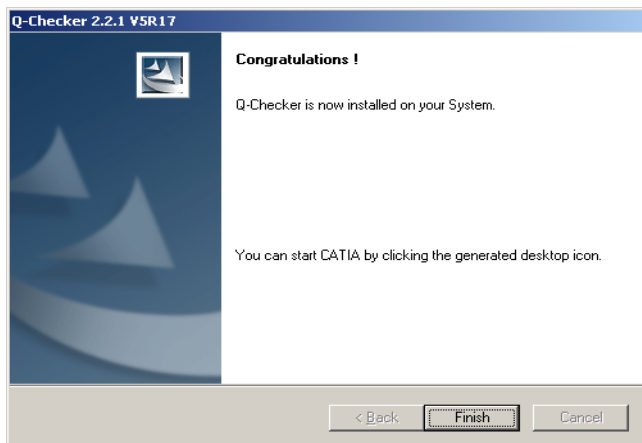 Q-Checker 2.2.1 V5R17
Congratulations !
Q-Checker is now installed on your System.
You can start CATIA by clicking the generated desktop icon.
< Back
Finish
Cancel